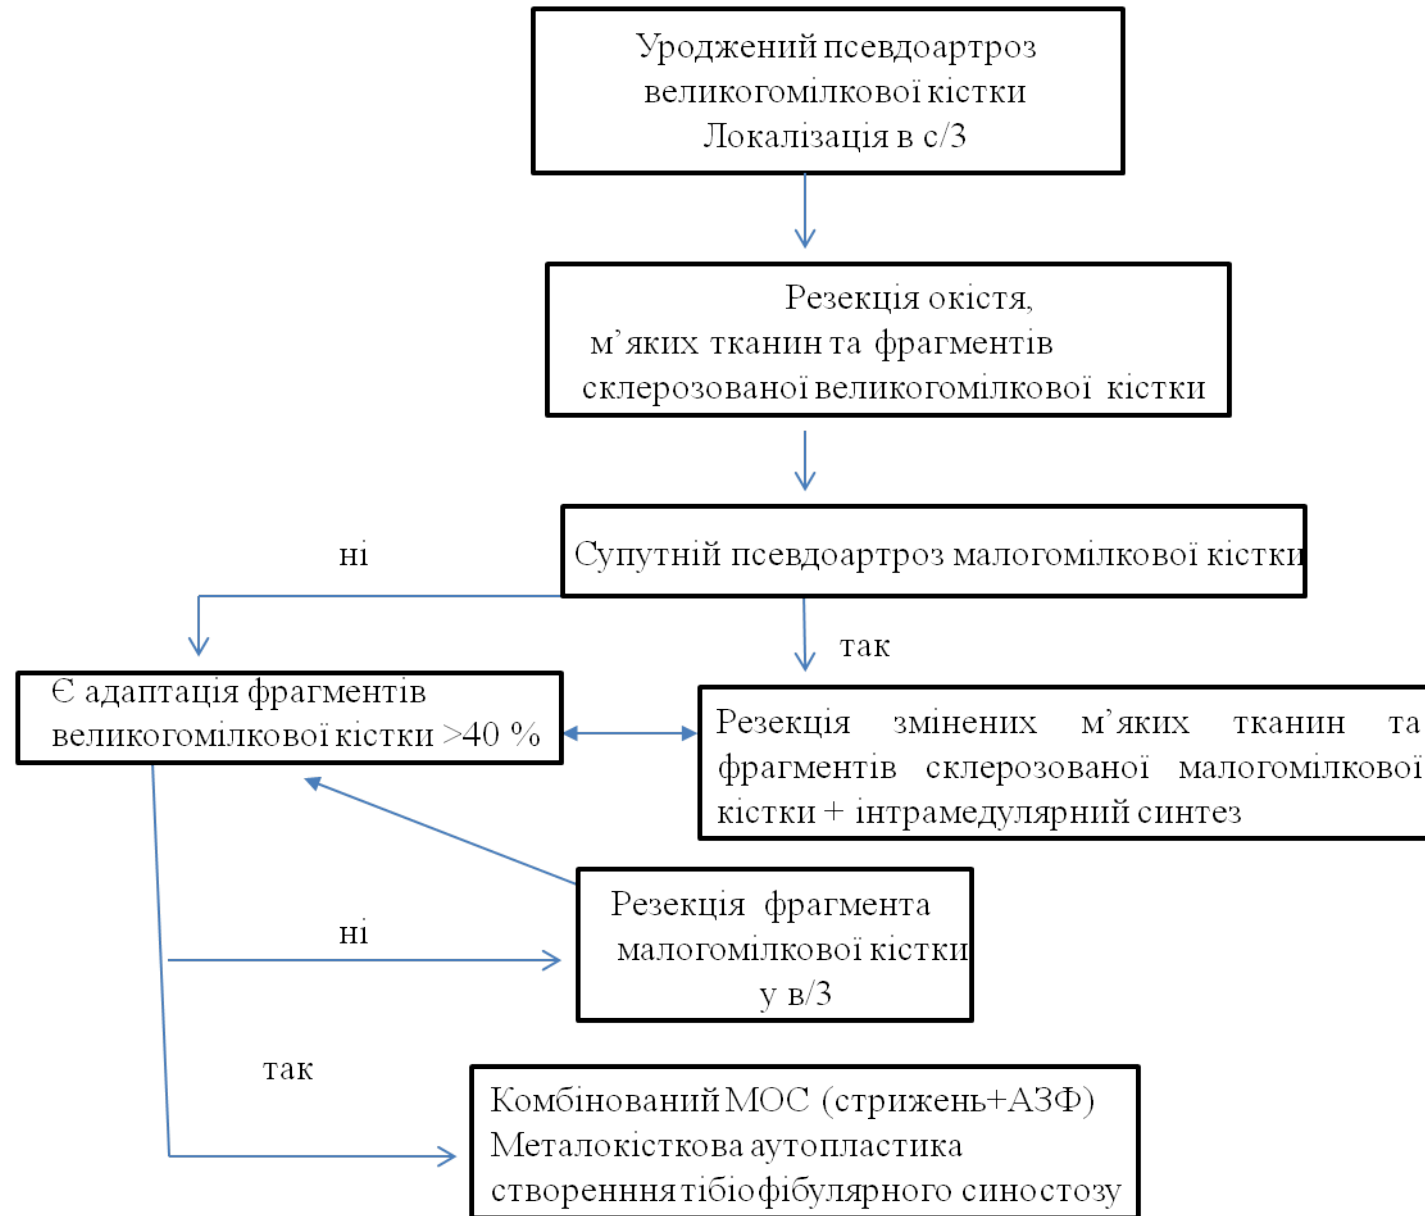 Уроджений псевдоартроз
великогомілкової кістки
Локалізація в с/3
Резекція окістя,
м’яких тканин та фрагментів
склерозованої великогомілкової кістки
Супутній псевдоартроз малогомілкової кістки
ні
так
Є адаптація фрагментів
великогомілкової кістки >40 %
Резекція змінених м’яких тканин та
фрагментів склерозованої малогомілкової
кістки + інтрамедулярний синтез
Резекція фрагмента
малогомілкової кістки
у в/3
ні
так
Комбінований МОС (стрижень+АЗФ)
Металокісткова аутопластика
створенння тібіофібулярного синостозу